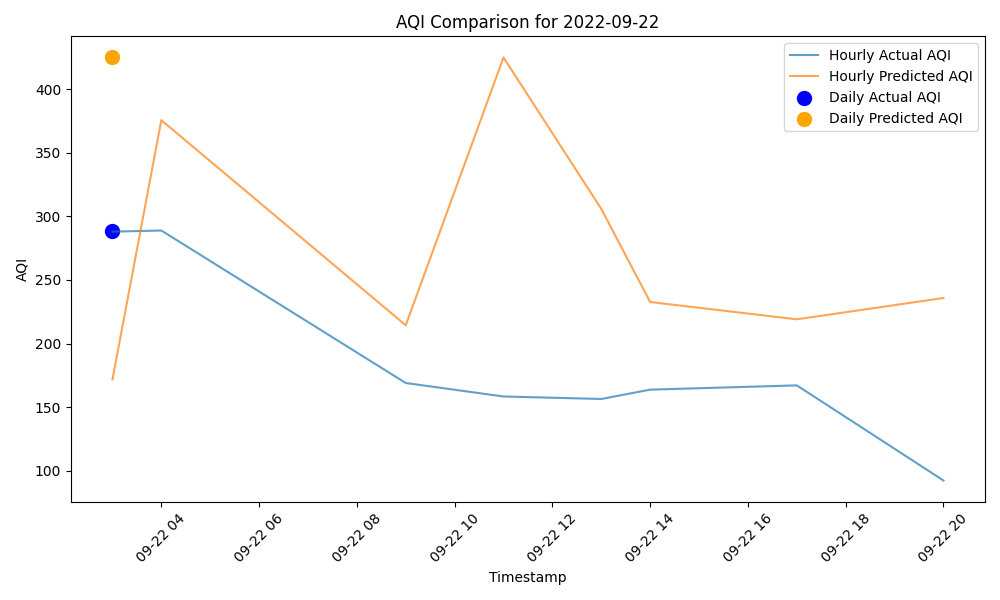 AQI Comparison for 2022-09-22
Hourly Actual AQI
Hourly Predicted AQI
Daily Actual AQI
Daily Predicted AQI
AQI
400
350
300
250
200
150
100
09-22 04
09-22 06
09-22 08
09-22 10
09-22 12
09-22 14
09-22 16
09-22 18
09-22 20
Timestamp